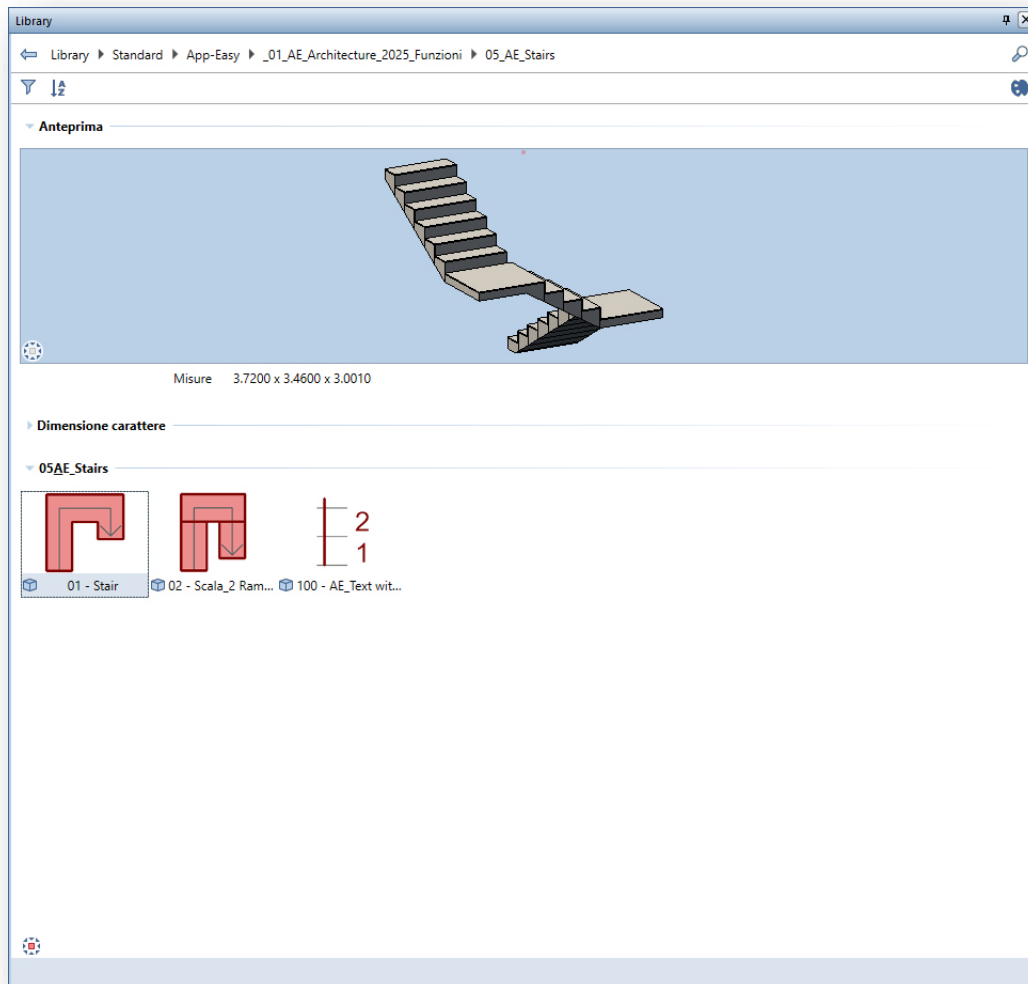 Library
Library Standard App-Easy _01_AE_Architecture_2025_Funzioni 05_AE_Stairs
A
Z
Anteprima
Misure 3.7200 x 3.4600 x 3.0010
Dimensione carattere
05AE_Stairs
2
1
01 - Stair 02 - Scala_2 Ram... 100 - AE_Text wit...